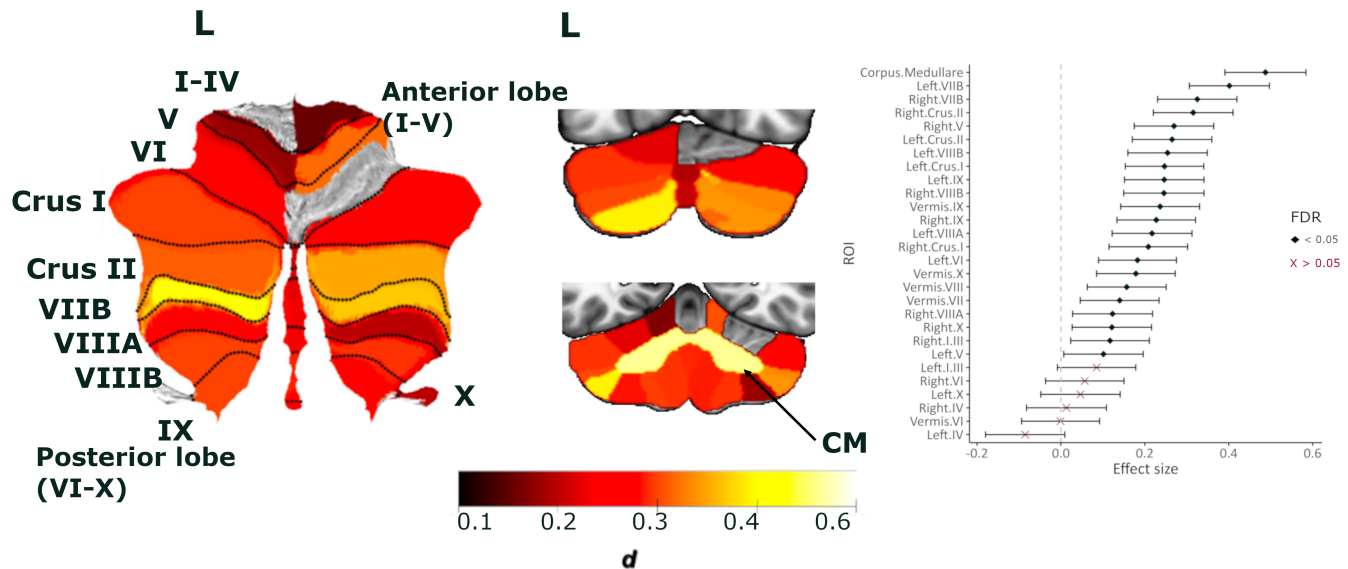 L
I-IV
V
VI
Crus I
Crus II
VIIB
VIIIA
VIIIB
IX
Posterior lobe
(VI-X)
Anterior lobe
(I-V)
X
L
CM
0.1 0.2 0.3 0.4 0.6
d
ROI
Corpus.Medullare
Left.VIIB
Right.VIIB
Right.Crus.II
Right.V
Left.Crus.II
Left.VIIIB
Left.Crus.I
Left.IX
Right.VIIIB
Vermis.IX
Right.IX
Left.VIIIA
Right.Crus.I
Left.VI
Vermis.X
Vermis.VIII
Vermis.VII
Right.VIIIA
Right.X
Right.I.III
Left.V
Left.I.III
Right.VI
Left.X
Right.IV
Vermis.VI
Left.IV
-0.2 0.0 0.2 0.4 0.6
Effect size
FDR
< 0.05
X > 0.05